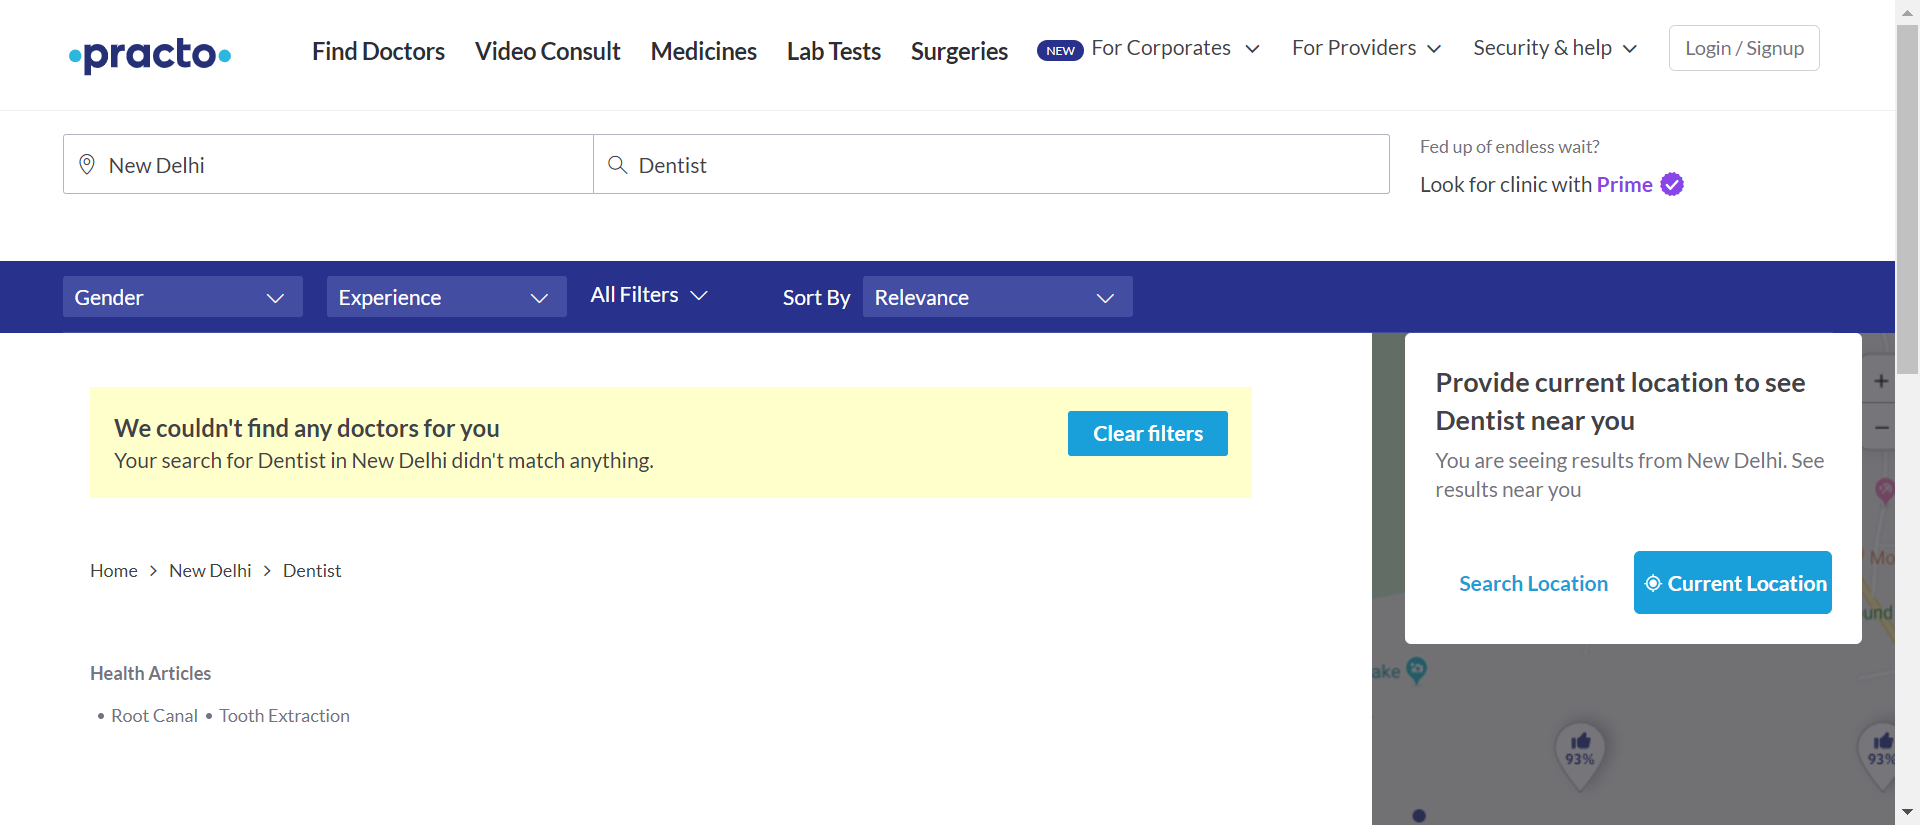 practo
Find Doctors
Video Consult
Medicines
Lab Tests
Surgeries
NEW
For Corporates
For Providers
Security & help
Login / Signup
New Delhi
Dentist
Fed up of endless wait?
Look for clinic with Prime
Gender
Experience
All Filters
Sort By
Relevance
We couldn't find any doctors for you
Your search for Dentist in New Delhi didn't match anything.
Clear filters
Provide current location to see
Dentist near you
You are seeing results from New Delhi. See
results near you
Search Location
Current Location
Home > New Delhi > Dentist
Health Articles
• Root Canal • Tooth Extraction
93%
93%